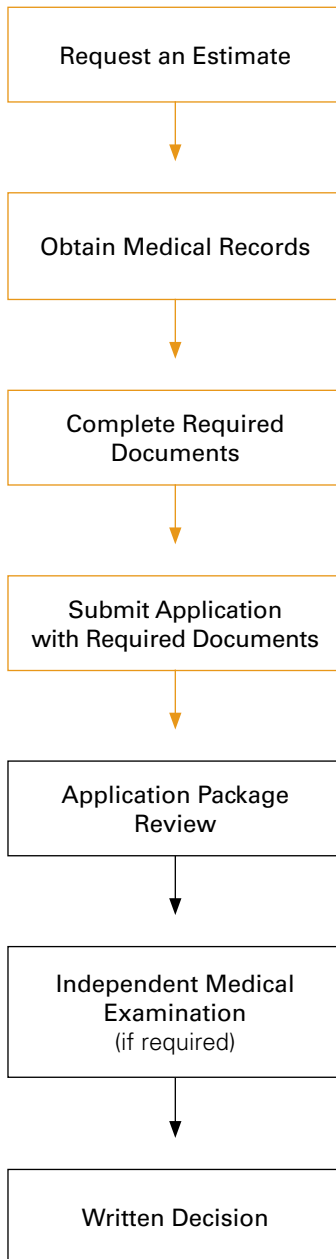 Request an Estimate
Obtain Medical Records
Complete Required
Documents
Submit Application
with Required Documents
Application Package
Review
Independent Medical
Examination
(if required)
Written Decision